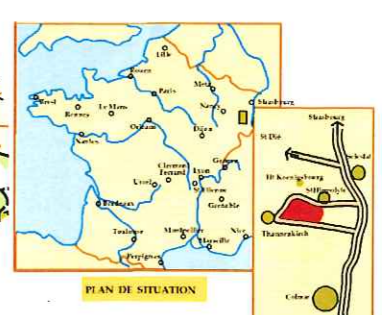 Lille
Rouen
Paris
Metz
Nancy
Strasbourg
Brest
Rennes
Le Mans
Orléans
Dijon
Nantes
Clermont
Ferrand
Ussel
Lyon
St Etienne
Genève
Grenoble
Bordeaux
Toulouse
Montpellier
Marseille
Nice
Perpignan
PLAN DE SITUATION
Strasbourg
St Dié
Sélestat
Ht Koenigsbourg
St Hippolyte
Thannenkirch
Colmar